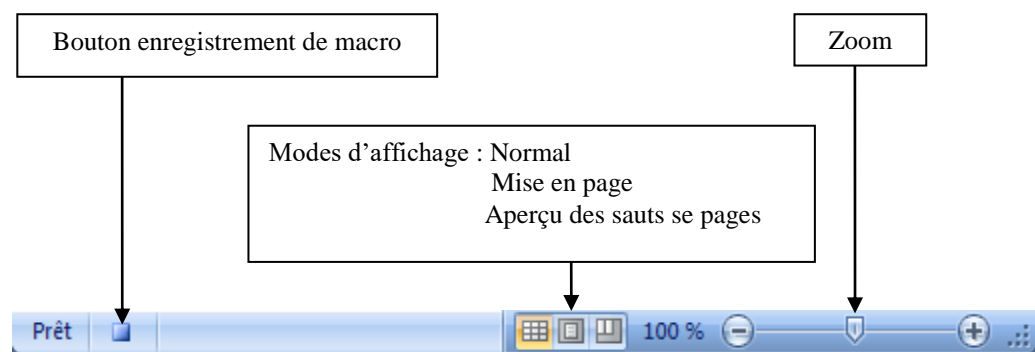 Bouton enregistrement de macro
Zoom
Modes d'affichage : Normal
Mise en page
Aperçu des sauts se pages
Prêt
100 %